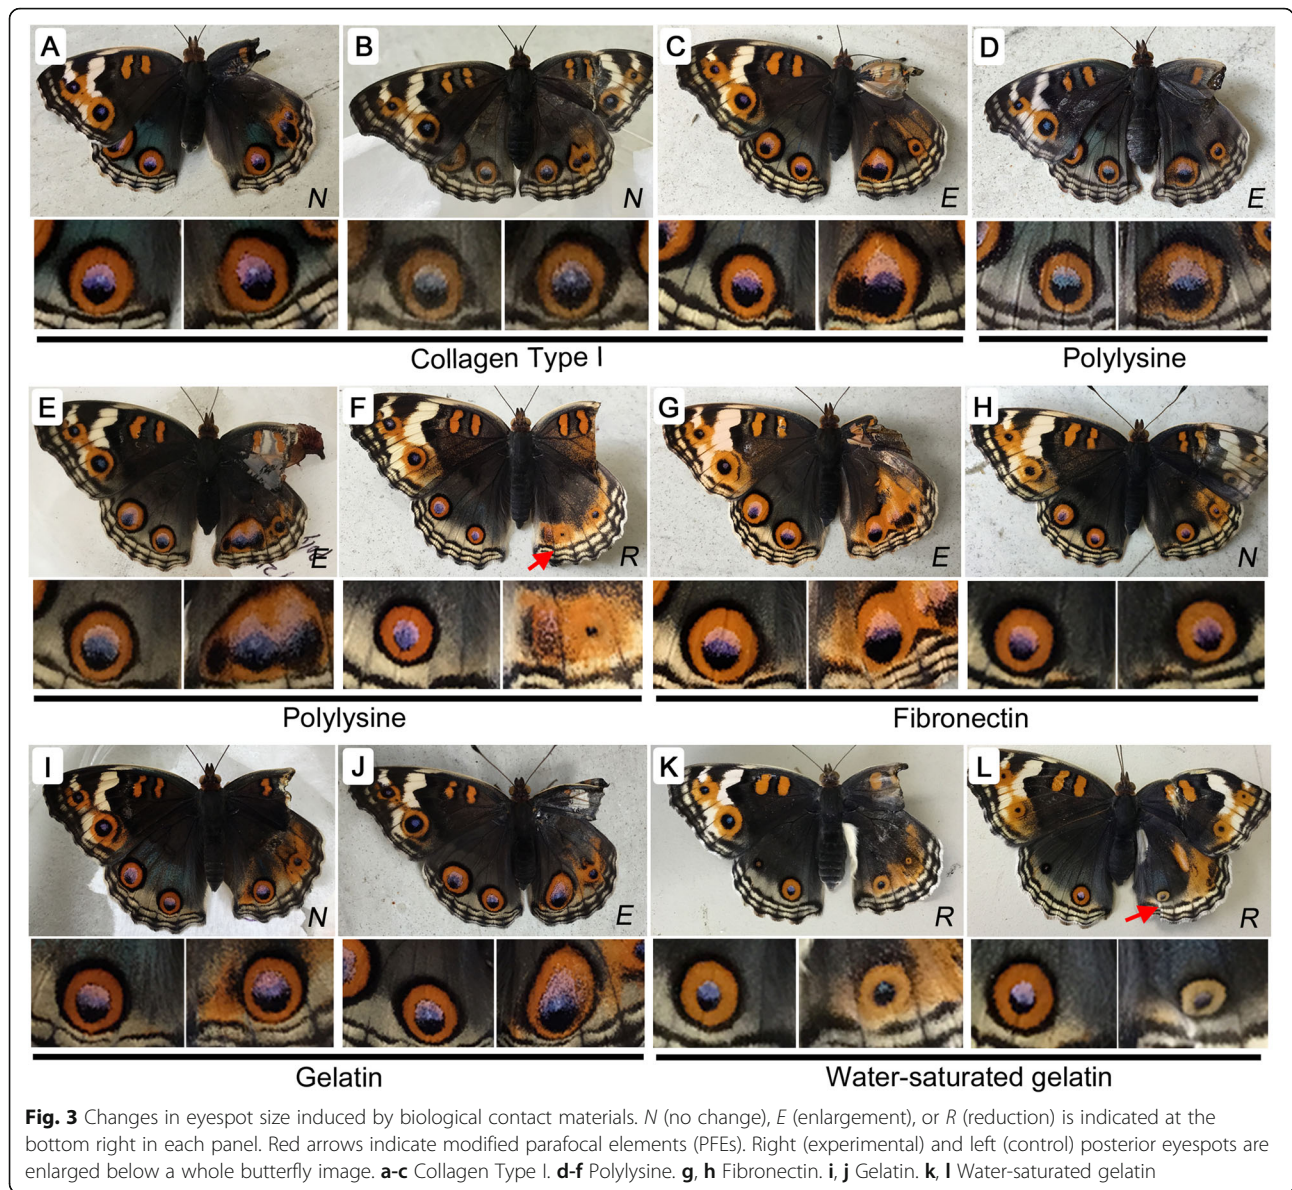 A B C D
N N E E
Collagen Type I Polylysine
E F G H
E R E N
Polylysine Fibronectin
I J K L
N E R R
Gelatin Water-saturated gelatin
Fig. 3 Changes in eyespot size induced by biological contact materials. N (no change), E (enlargement), or R (reduction) is indicated at the
bottom right in each panel. Red arrows indicate modified parafocal elements (PFEs). Right (experimental) and left (control) posterior eyespots are
enlarged below a whole butterfly image. a-c Collagen Type I. d-f Polylysine. g, h Fibronectin. i, j Gelatin. k, l Water-saturated gelatin